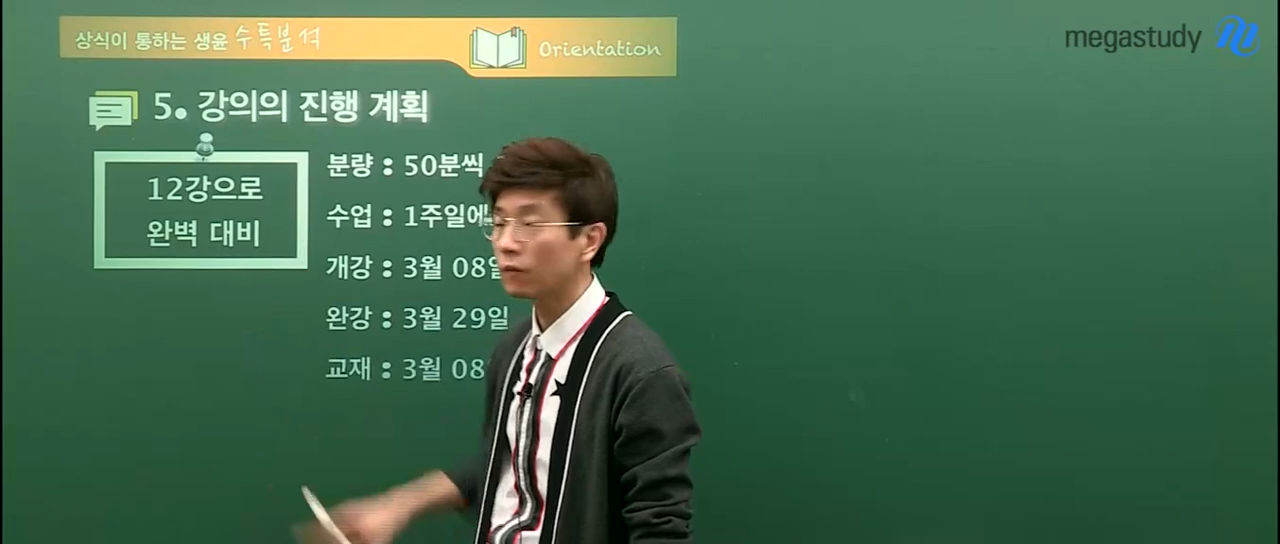 상식이 통하는 생윤 수특분석
Orientation
megastudy
5. 강의의 진행 계획
12강으로
완벽 대비
분량 : 50분씩
수업 : 1주일에
개강 : 3월 08일
완강 : 3월 29일
교재 : 3월 08